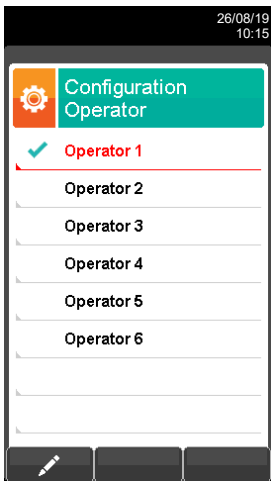 26/08/19
10:15
Configuration
Operator
Operator 1
Operator 2
Operator 3
Operator 4
Operator 5
Operator 6